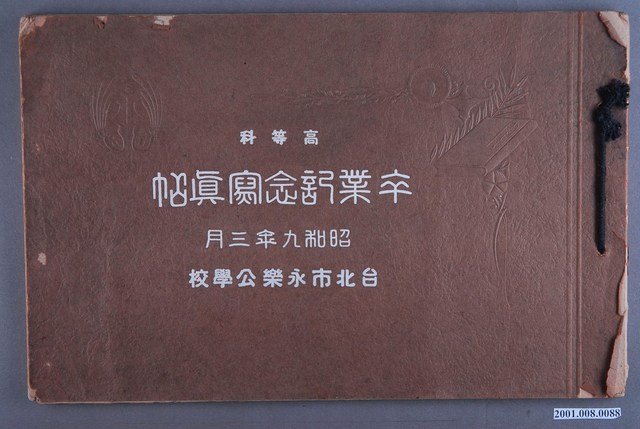 高等科
卒業記念寫眞帖
昭和九年三月
台北市永樂公學校
2001.008.0088